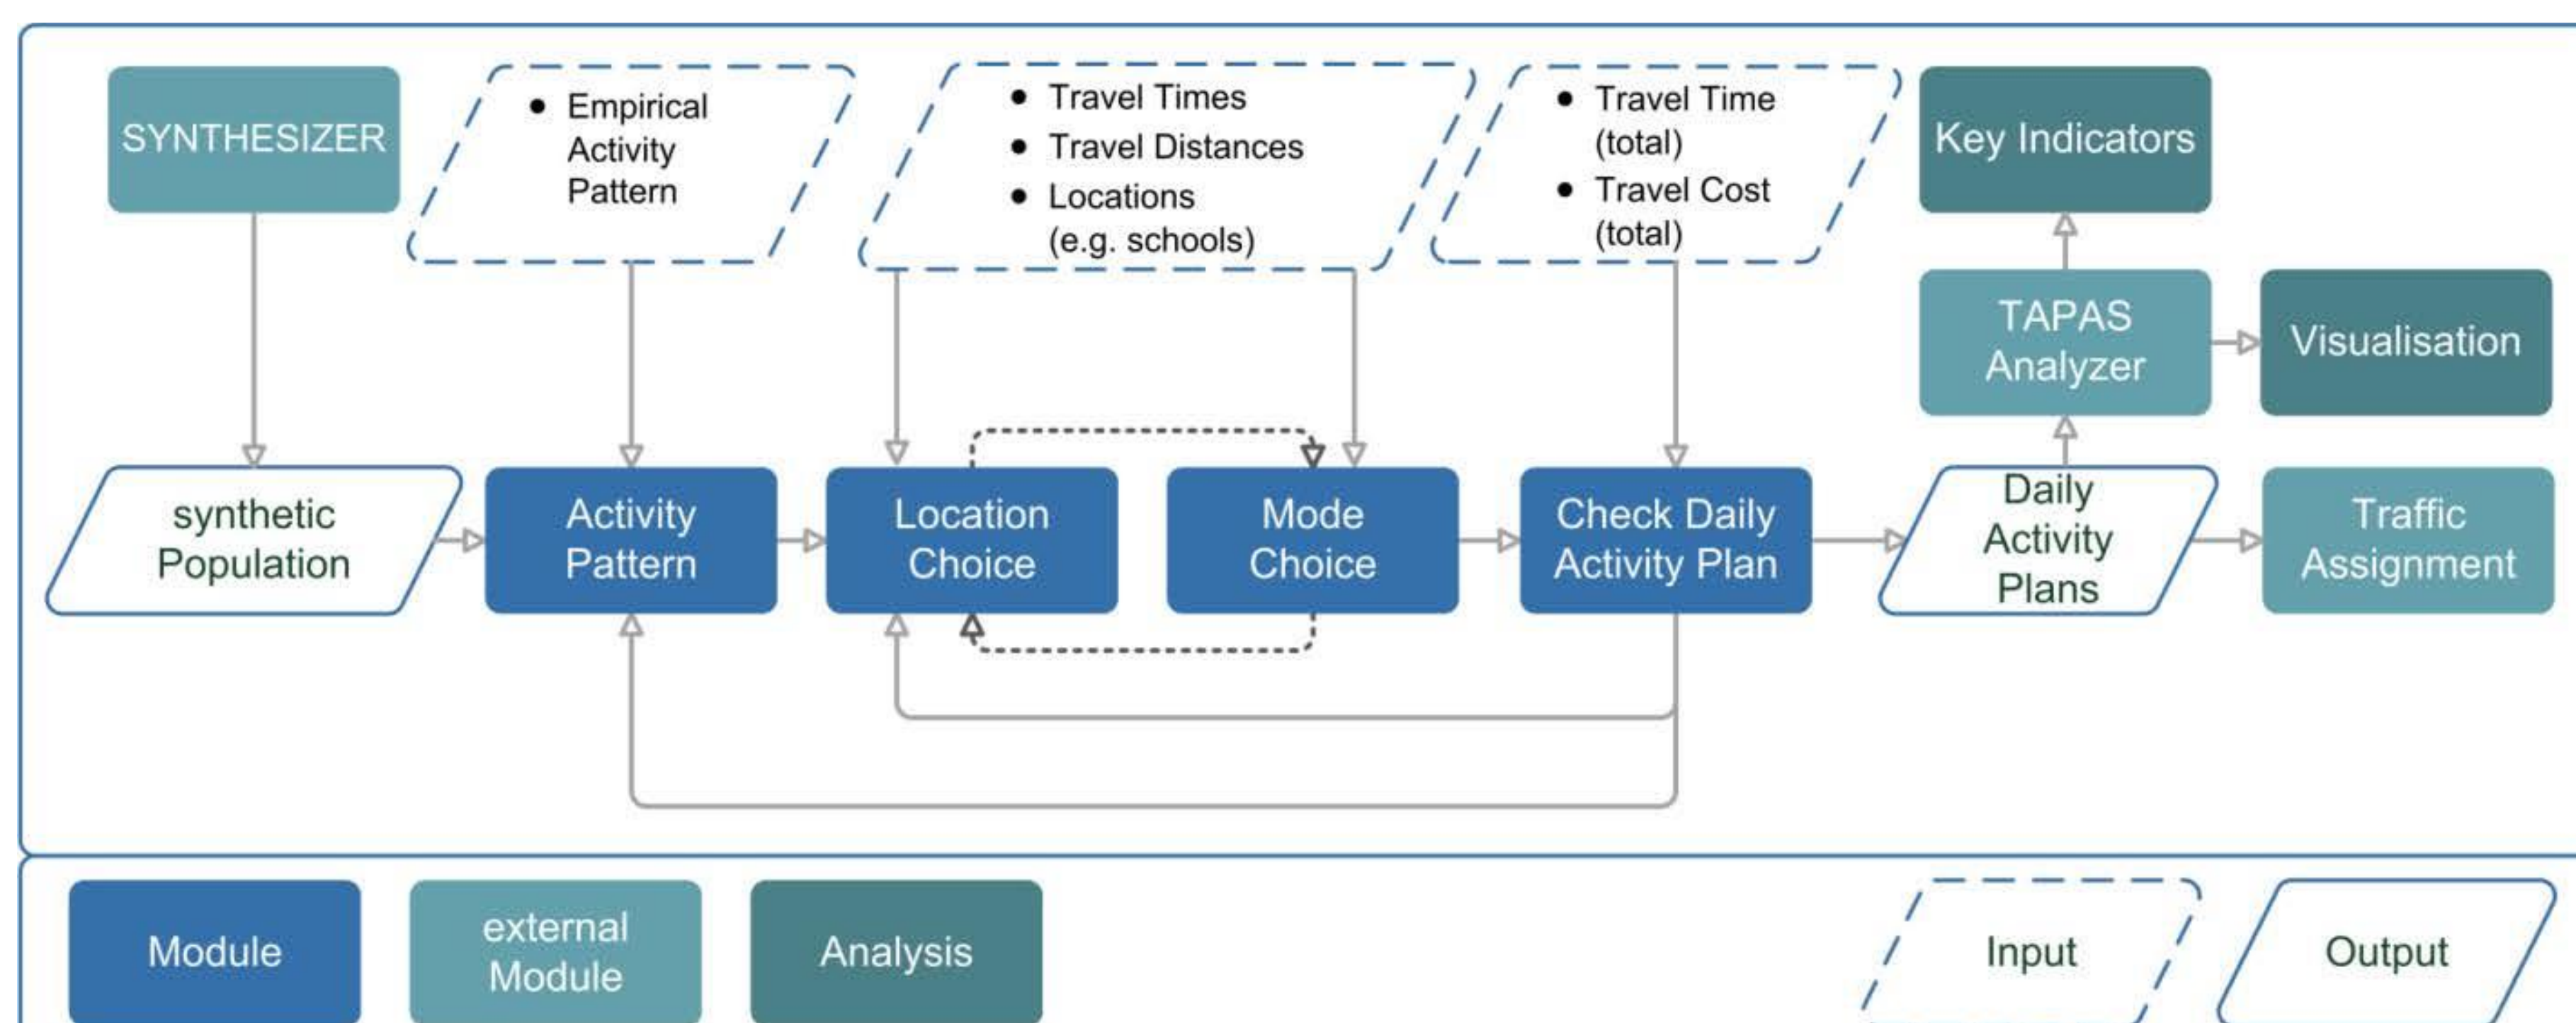 SYNTHESIZER
• Empirical
Activity
Pattern
• Travel Times
• Travel Distances
• Locations
(e.g. schools)
• Travel Time
(total)
• Travel Cost
(total)
Key Indicators
TAPAS
Analyzer
Visualisation
synthetic
Population
Activity
Pattern
Location
Choice
Mode
Choice
Check Daily
Activity Plan
Daily
Activity
Plans
Traffic
Assignment
Module
external
Module
Analysis
Input
Output